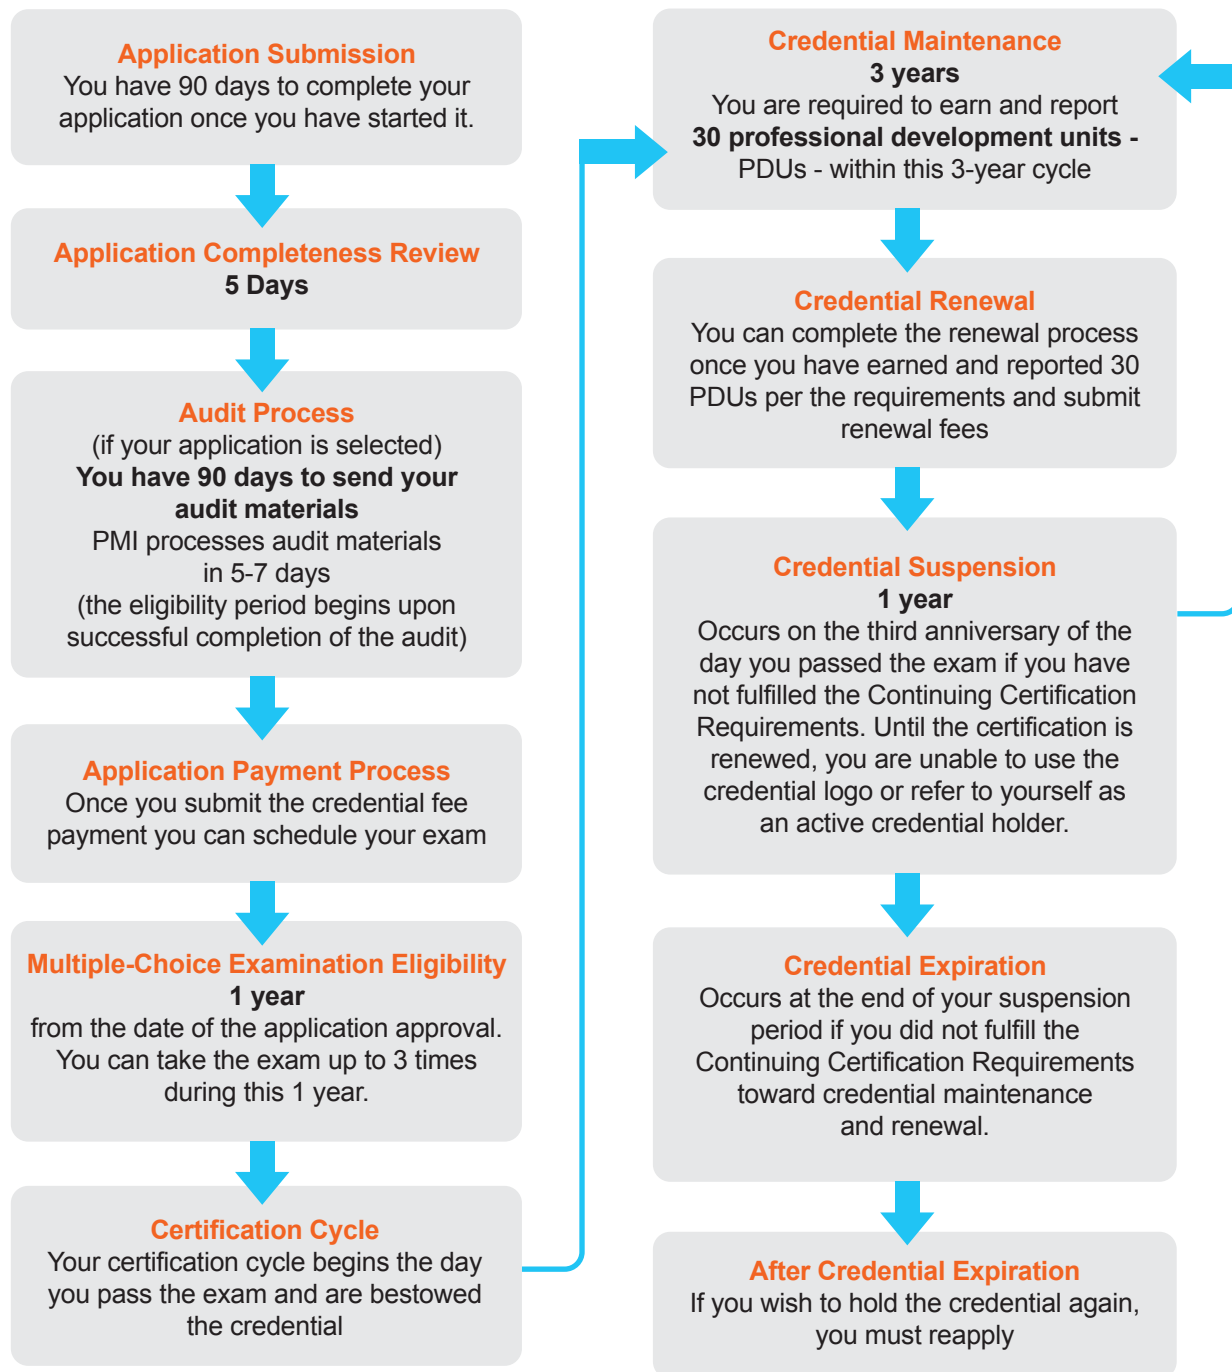 Application Submission
You have 90 days to complete your
application once you have started it.
Application Completeness Review
5 Days
Audit Process
(if your application is selected)
You have 90 days to send your
audit materials
PMI processes audit materials
in 5-7 days
(the eligibility period begins upon
successful completion of the audit)
Application Payment Process
Once you submit the credential fee
payment you can schedule your exam
Multiple-Choice Examination Eligibility
1 year
from the date of the application approval.
You can take the exam up to 3 times
during this 1 year.
Certification Cycle
Your certification cycle begins the day
you pass the exam and are bestowed
the credential
Credential Maintenance
3 years
You are required to earn and report
30 professional development units -
PDUs - within this 3-year cycle
Credential Renewal
You can complete the renewal process
once you have earned and reported 30
PDUs per the requirements and submit
renewal fees
Credential Suspension
1 year
Occurs on the third anniversary of the
day you passed the exam if you have
not fulfilled the Continuing Certification
Requirements. Until the certification is
renewed, you are unable to use the
credential logo or refer to yourself as
an active credential holder.
Credential Expiration
Occurs at the end of your suspension
period if you did not fulfill the
Continuing Certification Requirements
toward credential maintenance
and renewal.
After Credential Expiration
If you wish to hold the credential again,
you must reapply